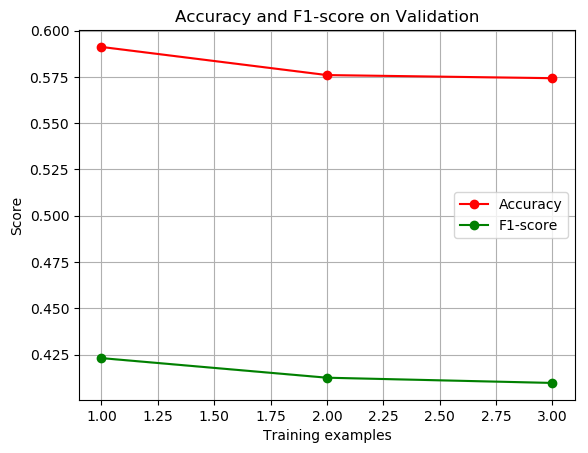 Accuracy and F1-score on Validation
Score
0.600
0.575
0.550
0.525
0.500
0.475
0.450
0.425
Accuracy
F1-score
1.00 1.25 1.50 1.75 2.00 2.25 2.50 2.75 3.00
Training examples